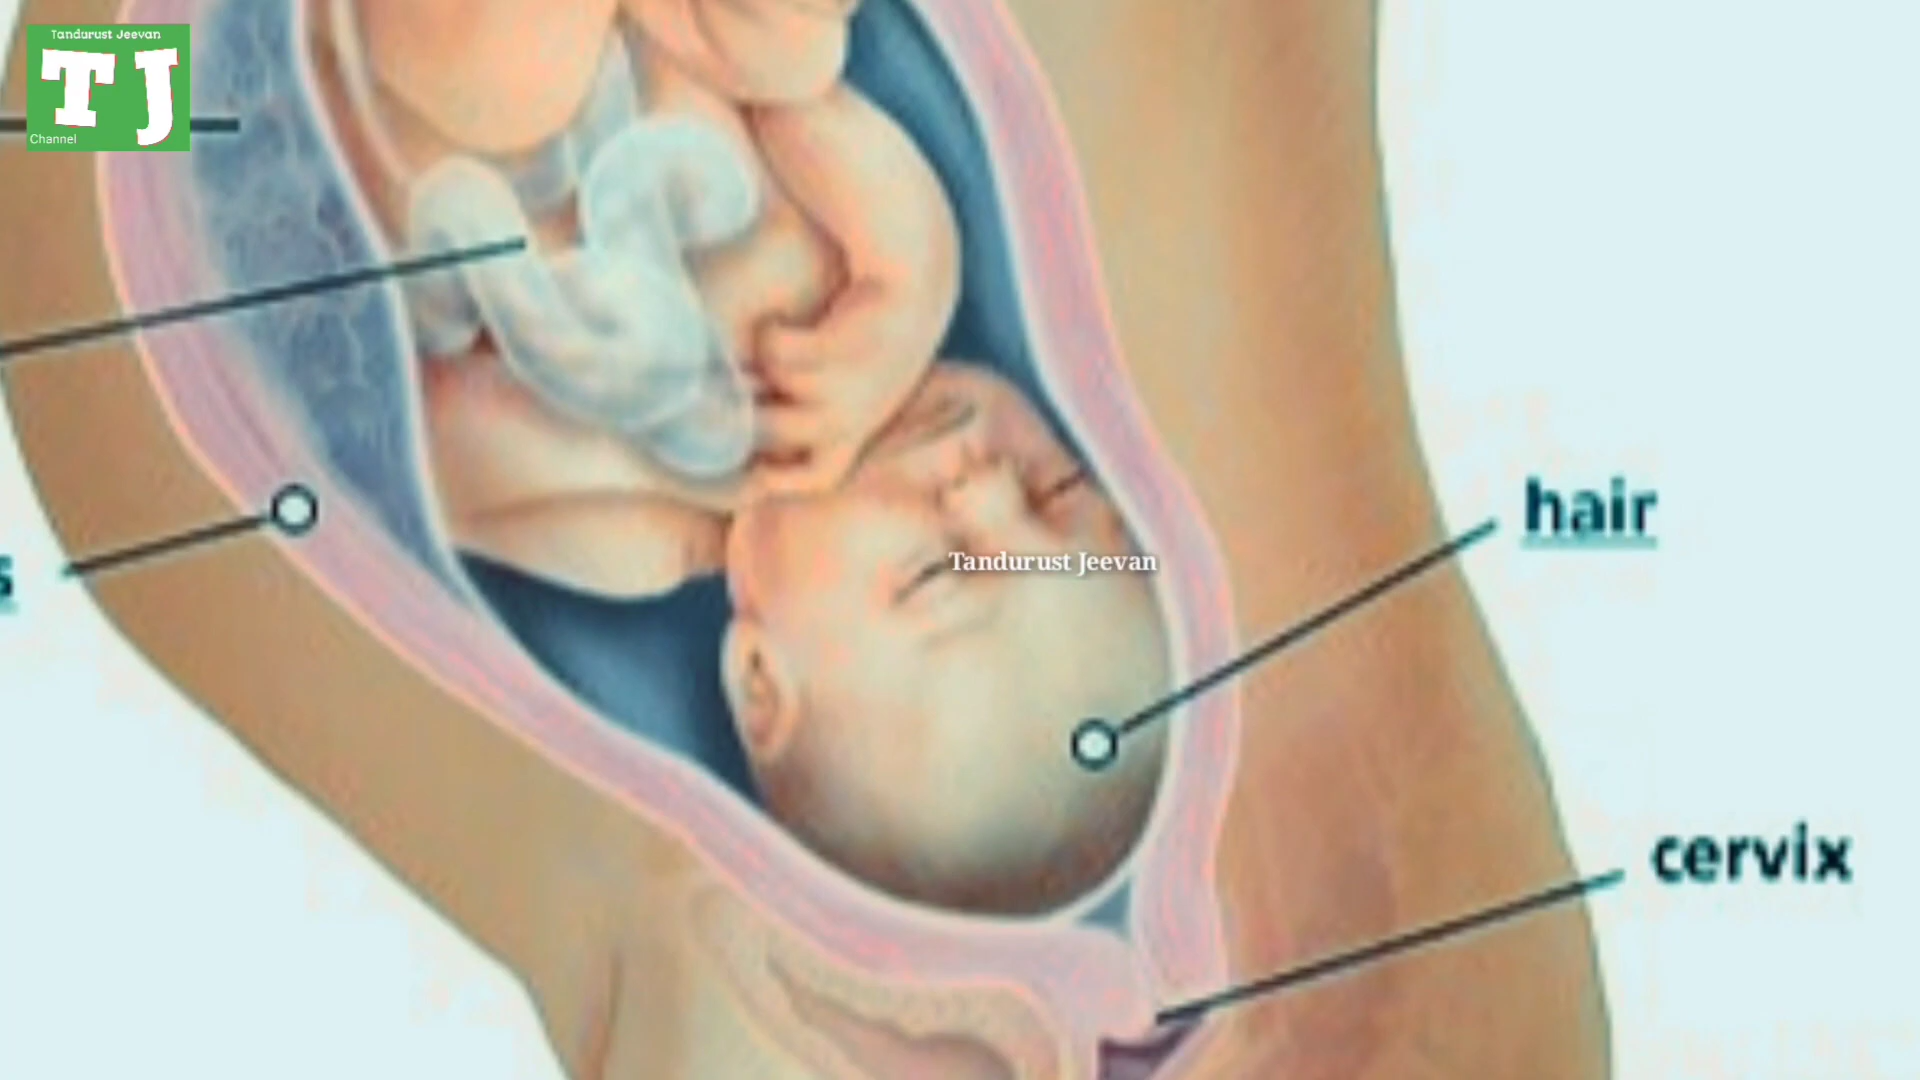 Tandurust Jeevan
TJ
Channel
hair
Tandurust Jeevan
s
cervix